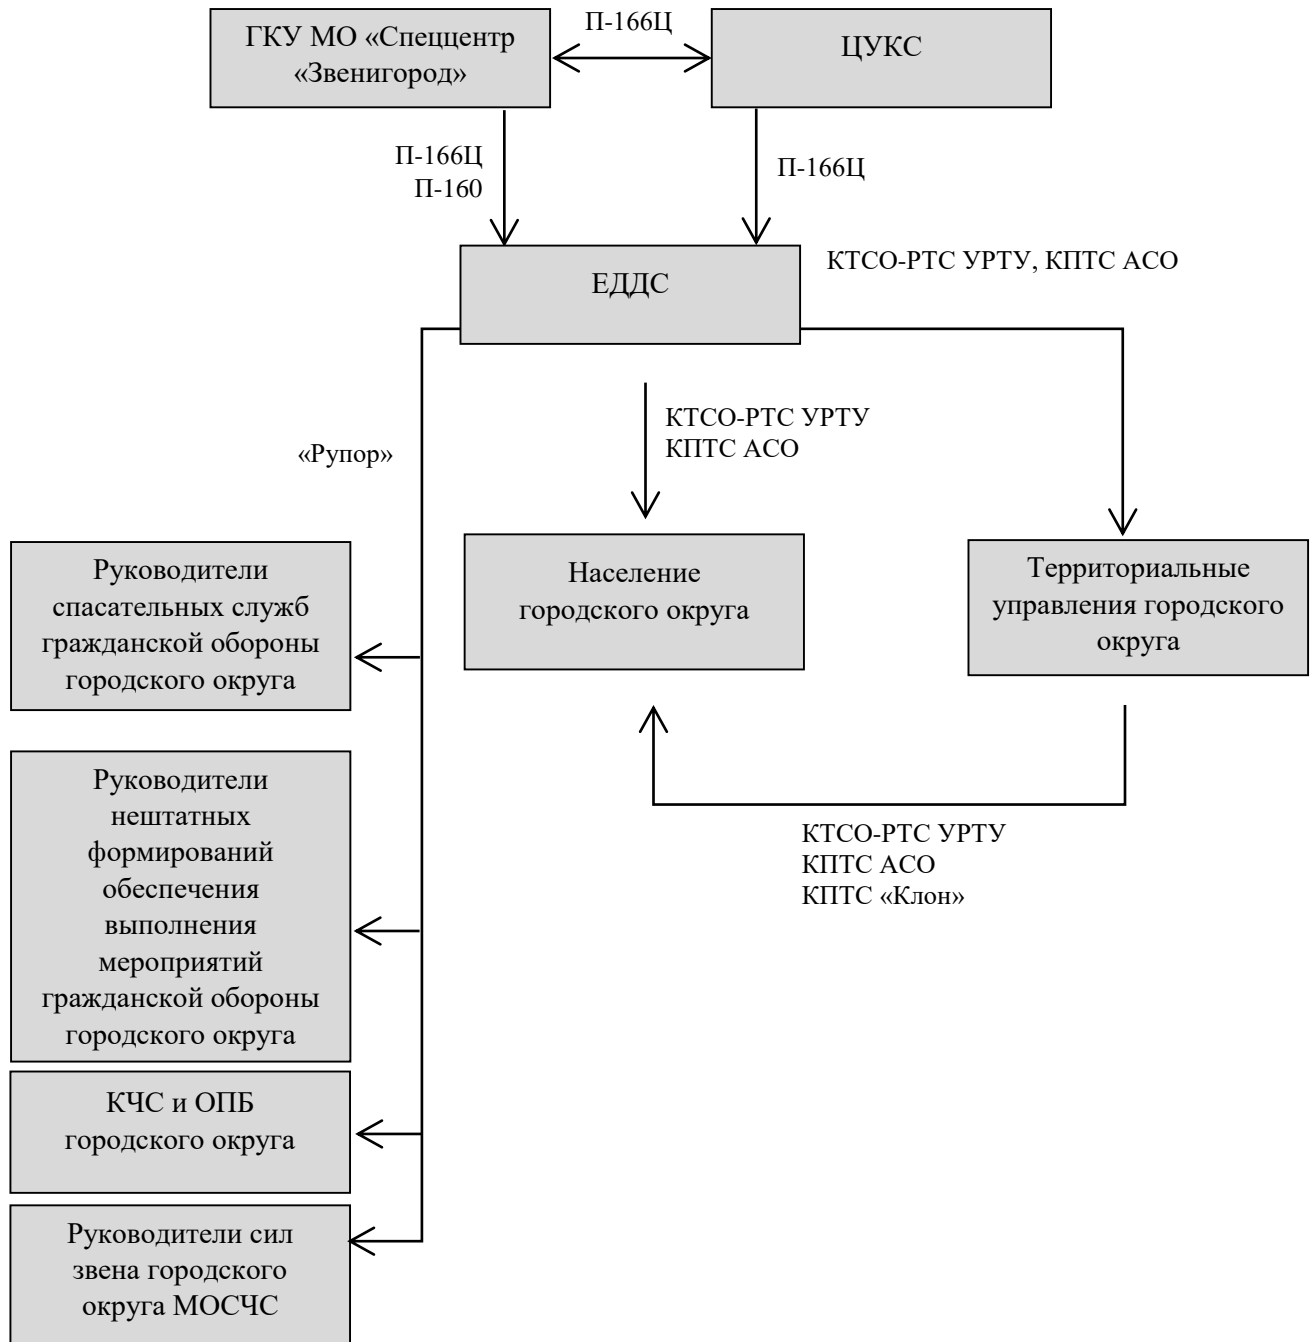 ГКУ МО «Спеццентр
«Звенигород»
П-166Ц
ЦУКС
П-166Ц
П-160
П-166Ц
ЕДДС
КТСО-РТС УРТУ, КПТС АСО
КТСО-РТС УРТУ
КПТС АСО
«Рупор»
Руководители
спасательных служб
гражданской обороны
городского округа
Население
городского округа
Территориальные
управления городского
округа
Руководители
нештатных
формирований
обеспечения
выполнения
мероприятий
гражданской обороны
городского округа
КТСО-РТС УРТУ
КПТС АСО
КПТС «Клон»
КЧС и ОПБ
городского округа
Руководители сил
звена городского
округа МОСЧС